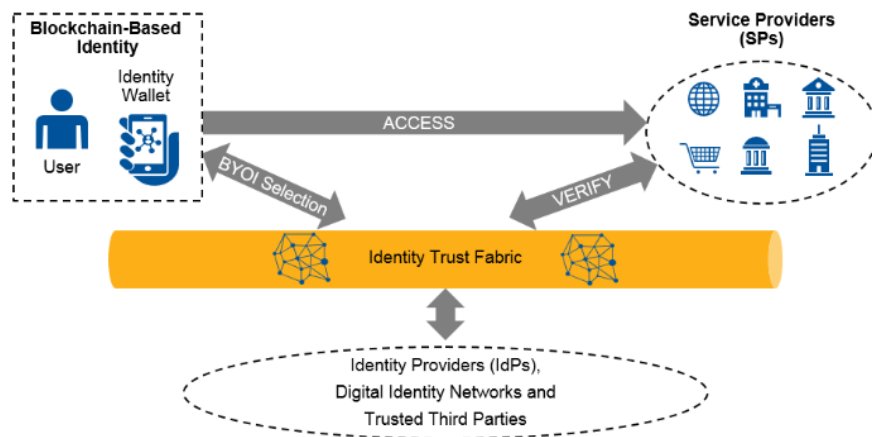 Blockchain-Based
Identity
Identity
Wallet
User
Service Providers
(SPs)
ACCESS
BYOI Selection
VERIFY
Identity Trust Fabric
Identity Providers (IdPs),
Digital Identity Networks and
Trusted Third Parties